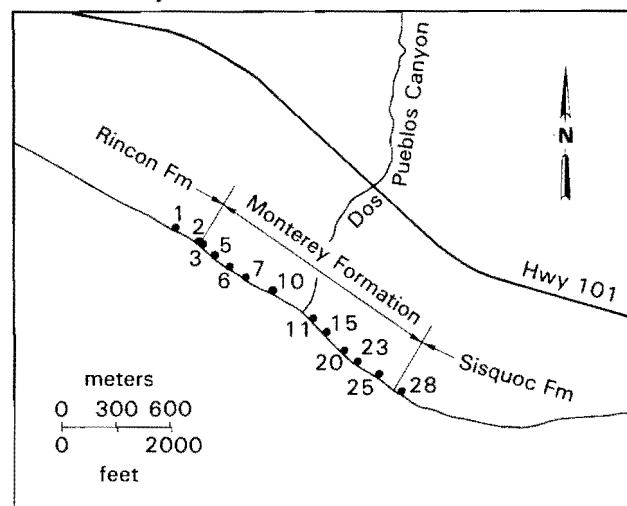 Dos Pueblos Canyon
N
Rincon Fm
Monterey Formation
Hwy 101
Sisquoc Fm
1
2
3
5
6
7
10
11
15
20
23
25
28
meters
0 300 600
0 2000
feet